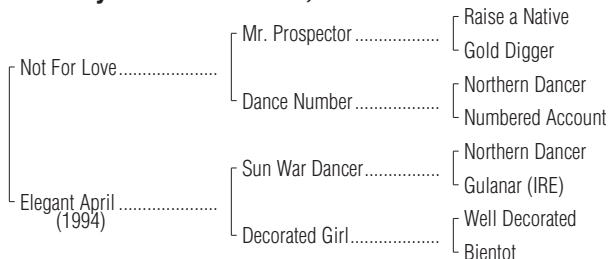 Raise a Native
Mr. Prospector ..................
Gold Digger
Not For Love .....................
Northern Dancer
Dance Number ..................
Numbered Account
Northern Dancer
Sun War Dancer ................
Gulanar (IRE)
Elegant April .....................
(1994)
Well Decorated
Decorated Girl ...................
Bientot